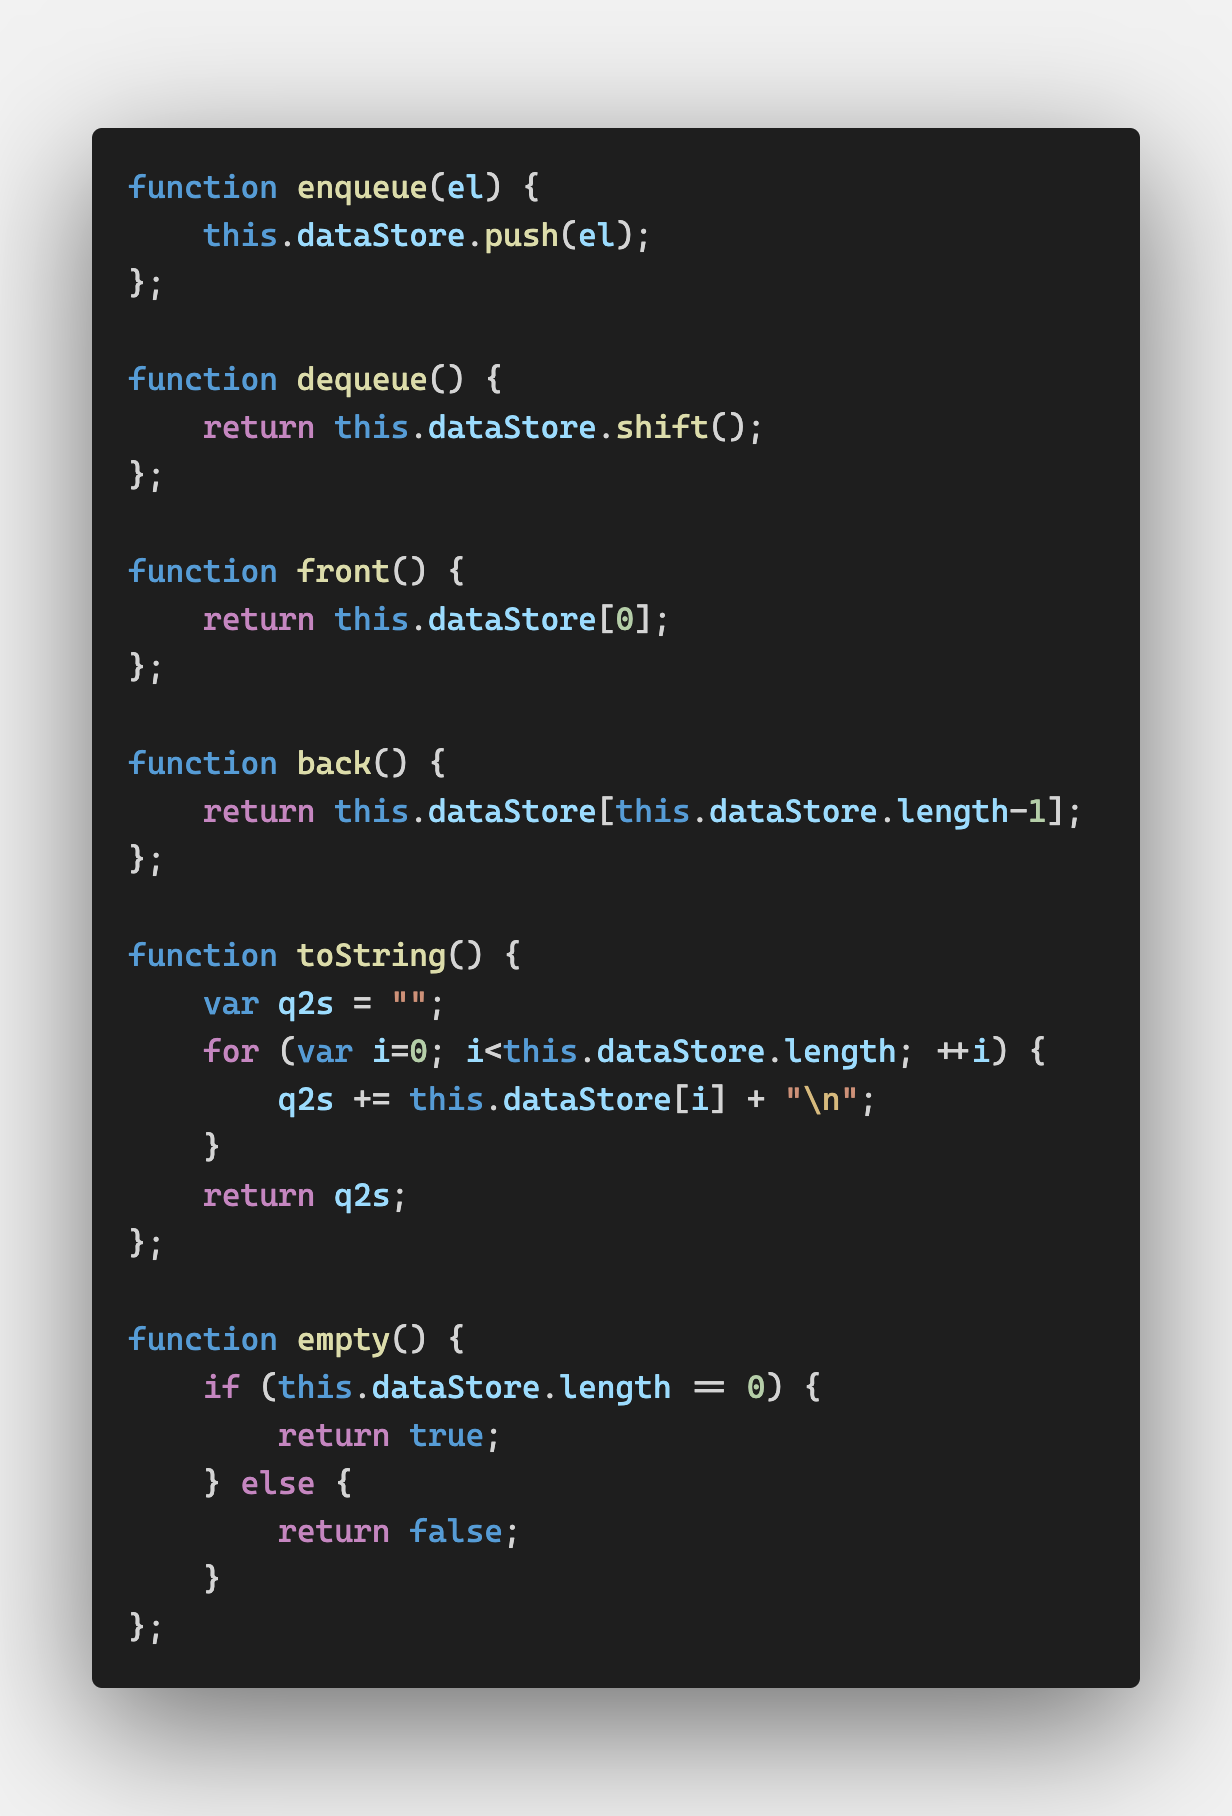 function enqueue(el) {
    this.dataStore.push(el);
};

function dequeue() {
    return this.dataStore.shift();
};

function front() {
    return this.dataStore[0];
};

function back() {
    return this.dataStore[this.dataStore.length-1];
};

function toString() {
    var q2s = "";
    for (var i=0; i<this.dataStore.length; ++i) {
        q2s += this.dataStore[i] + "\n";
    }
    return q2s;
};

function empty() {
    if (this.dataStore.length == 0) {
        return true;
    } else {
        return false;
    }
};